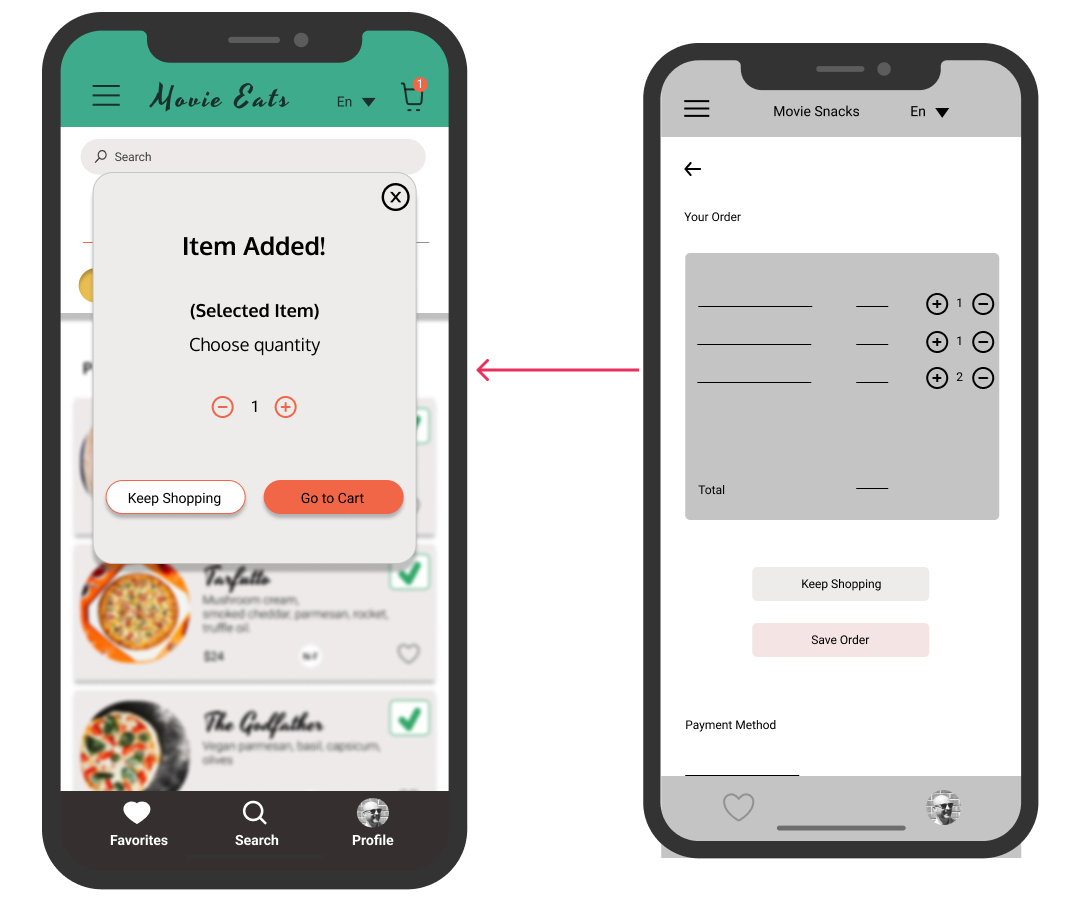 Movie Eats
En
1
Search
Item Added!
(Selected Item)
Choose quantity
1
Keep Shopping
Go to Cart
Tartufto
Mushroom cream,
smoked cheddar, parmesan, rocket,
truffle oil.
$24
N-F
The Godfather
Vegan parmesan, basil, capsicum,
olives
Favorites
Search
Profile
Movie Snacks
En
Your Order
1
1
2
Total
Keep Shopping
Save Order
Payment Method